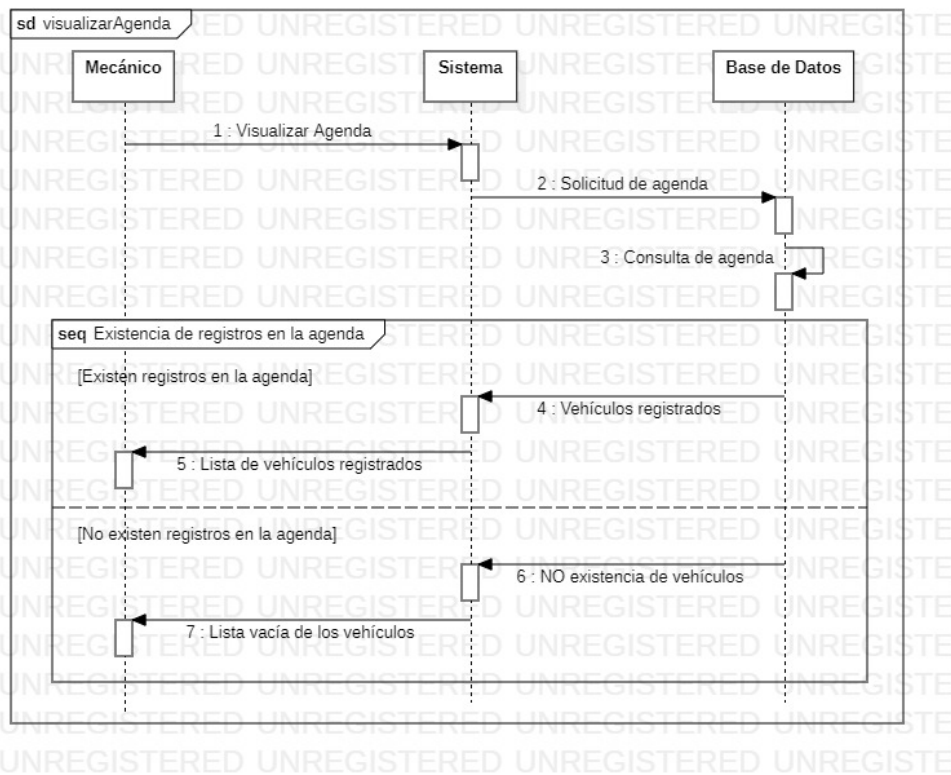 sd visualizarAgenda
Mecánico
Sistema
Base de Datos
1 : Visualizar Agenda
2 : Solicitud de agenda
3 : Consulta de agenda
seq Existencia de registros en la agenda
[Existen registros en la agenda]
4 : Vehículos registrados
5 : Lista de vehículos registrados
[No existen registros en la agenda]
6 : NO existencia de vehículos
7 : Lista vacía de los vehículos
UNREGISTERED